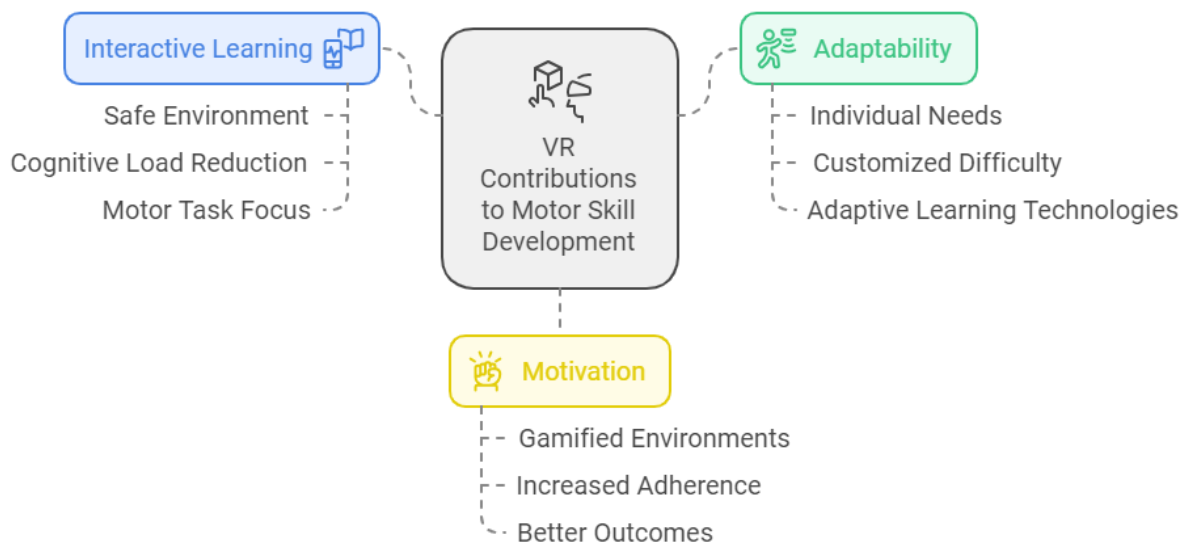 Interactive Learning
Safe Environment
Cognitive Load Reduction
Motor Task Focus
VR
Contributions
to Motor Skill
Development
Adaptability
Individual Needs
Customized Difficulty
Adaptive Learning Technologies
Motivation
Gamified Environments
Increased Adherence
Better Outcomes